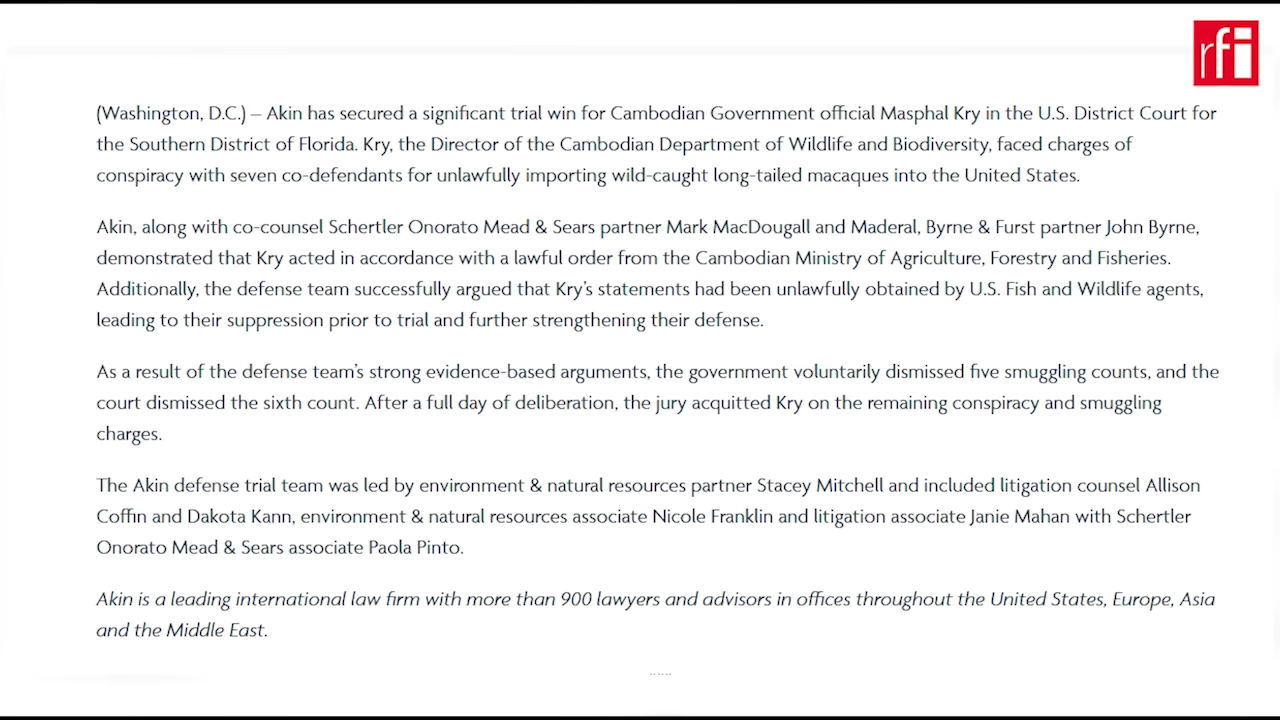 rfi
(Washington, D.C.) – Akin has secured a significant trial win for Cambodian Government official Masphal Kry in the U.S. District Court for
the Southern District of Florida. Kry, the Director of the Cambodian Department of Wildlife and Biodiversity, faced charges of
conspiracy with seven co-defendants for unlawfully importing wild-caught long-tailed macaques into the United States.
Akin, along with co-counsel Schertler Onorato Mead & Sears partner Mark MacDougall and Maderal, Byrne & Furst partner John Byrne,
demonstrated that Kry acted in accordance with a lawful order from the Cambodian Ministry of Agriculture, Forestry and Fisheries.
Additionally, the defense team successfully argued that Kry’s statements had been unlawfully obtained by U.S. Fish and Wildlife agents,
leading to their suppression prior to trial and further strengthening their defense.
As a result of the defense team’s strong evidence-based arguments, the government voluntarily dismissed five smuggling counts, and the
court dismissed the sixth count. After a full day of deliberation, the jury acquitted Kry on the remaining conspiracy and smuggling
charges.
The Akin defense trial team was led by environment & natural resources partner Stacey Mitchell and included litigation counsel Allison
Coffin and Dakota Kann, environment & natural resources associate Nicole Franklin and litigation associate Janie Mahan with Schertler
Onorato Mead & Sears associate Paola Pinto.
Akin is a leading international law firm with more than 900 lawyers and advisors in offices throughout the United States, Europe, Asia
and the Middle East.